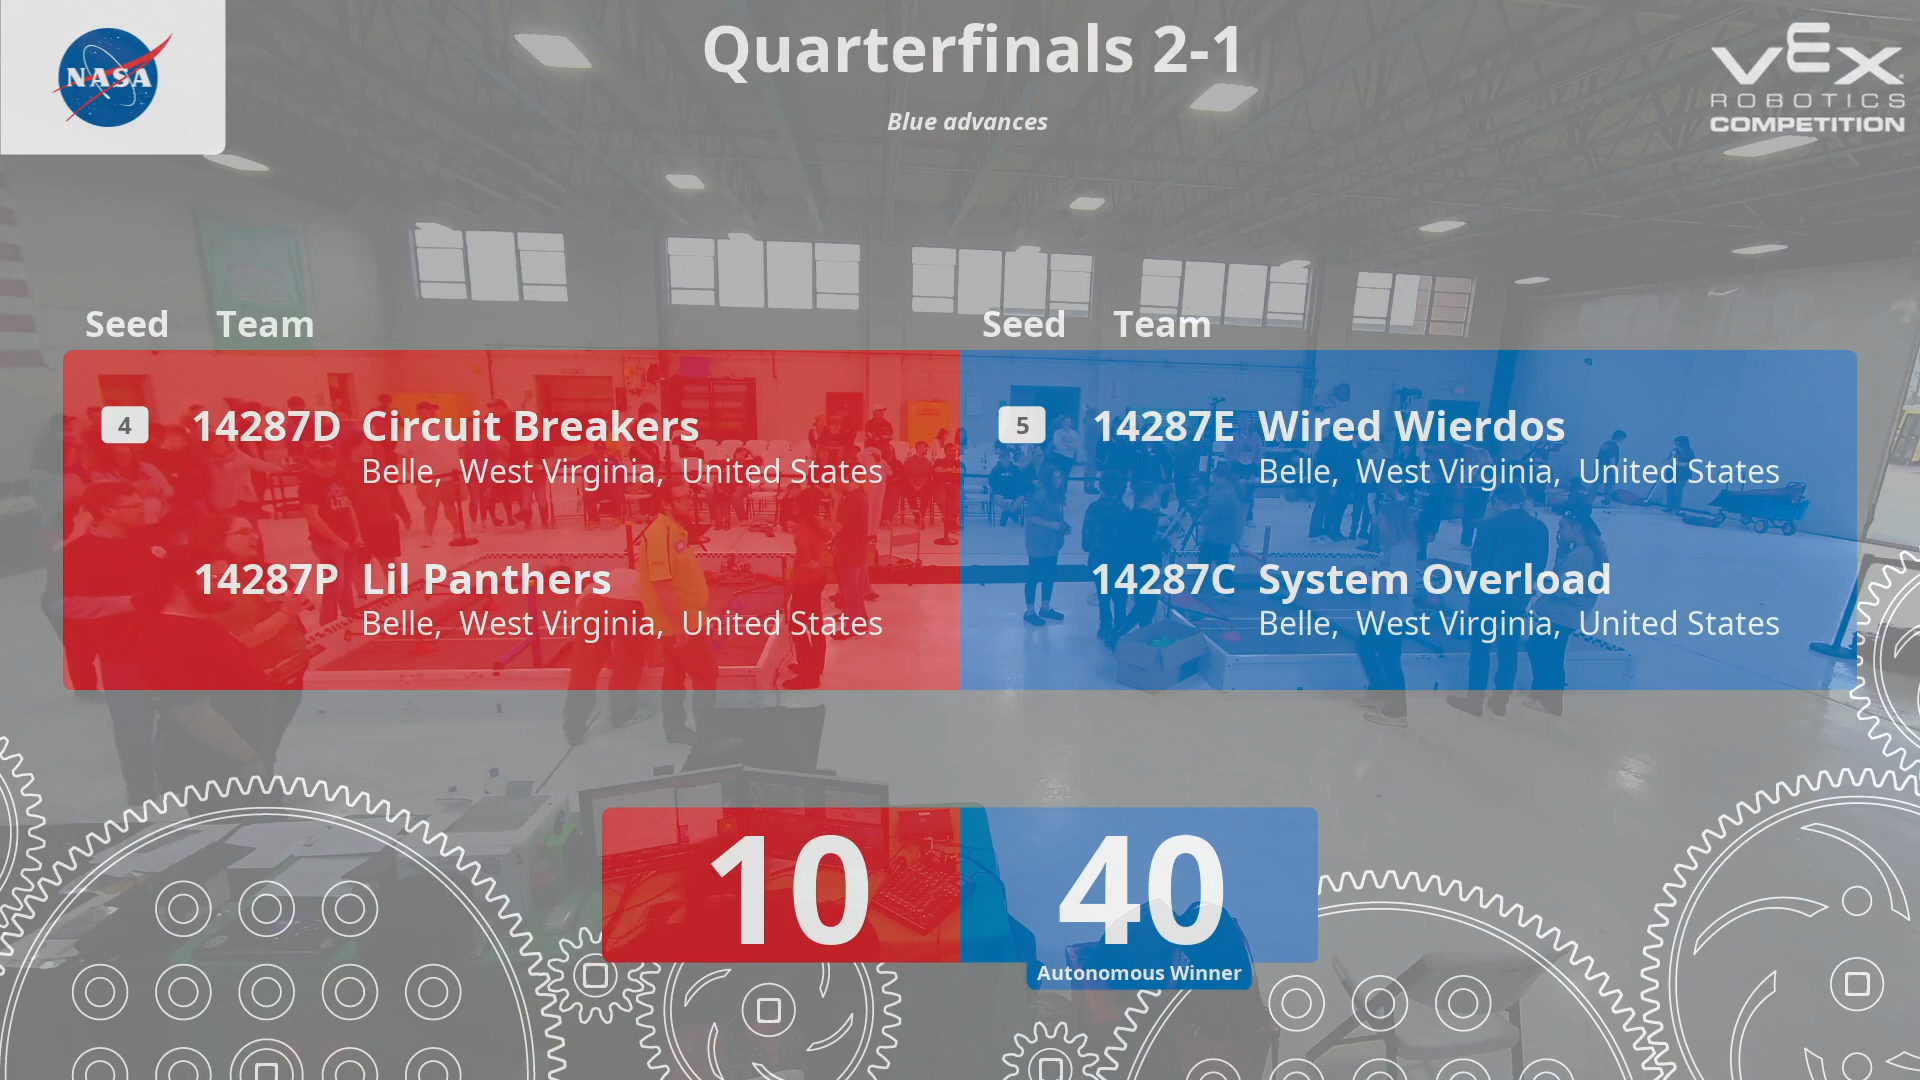 NASA
Quarterfinals 2-1
VEX
ROBOTICS
COMPETITION
Blue advances
Seed Team
4 14287D Circuit Breakers
Belle, West Virginia, United States
14287P Lil Panthers
Belle, West Virginia, United States
Seed Team
5 14287E Wired Wierdos
Belle, West Virginia, United States
14287C System Overload
Belle, West Virginia, United States
10
40
Autonomous Winner